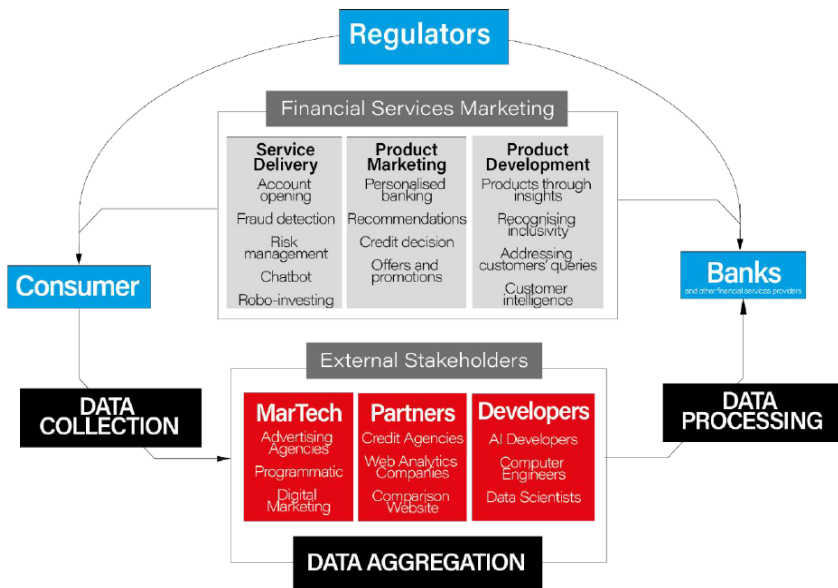 Regulators
Financial Services Marketing
Service
Delivery
Account
opening
Fraud detection
Risk
management
Chatbot
Robo-investing
Product
Marketing
Personalised
banking
Recommendations
Credit decision
Offers and
promotions
Product
Development
Products through
insights
Recognising
inclusivity
Addressing
customers' queries
Customer
intelligence
Consumer
Banks
and other financial services providers
External Stakeholders
DATA
COLLECTION
MarTech
Advertising
Agencies
Programmatic
Digital
Marketing
Partners
Credit Agencies
Web Analytics
Companies
Comparison
Website
Developers
AI Developers
Computer
Engineers
Data Scientists
DATA
PROCESSING
DATA AGGREGATION